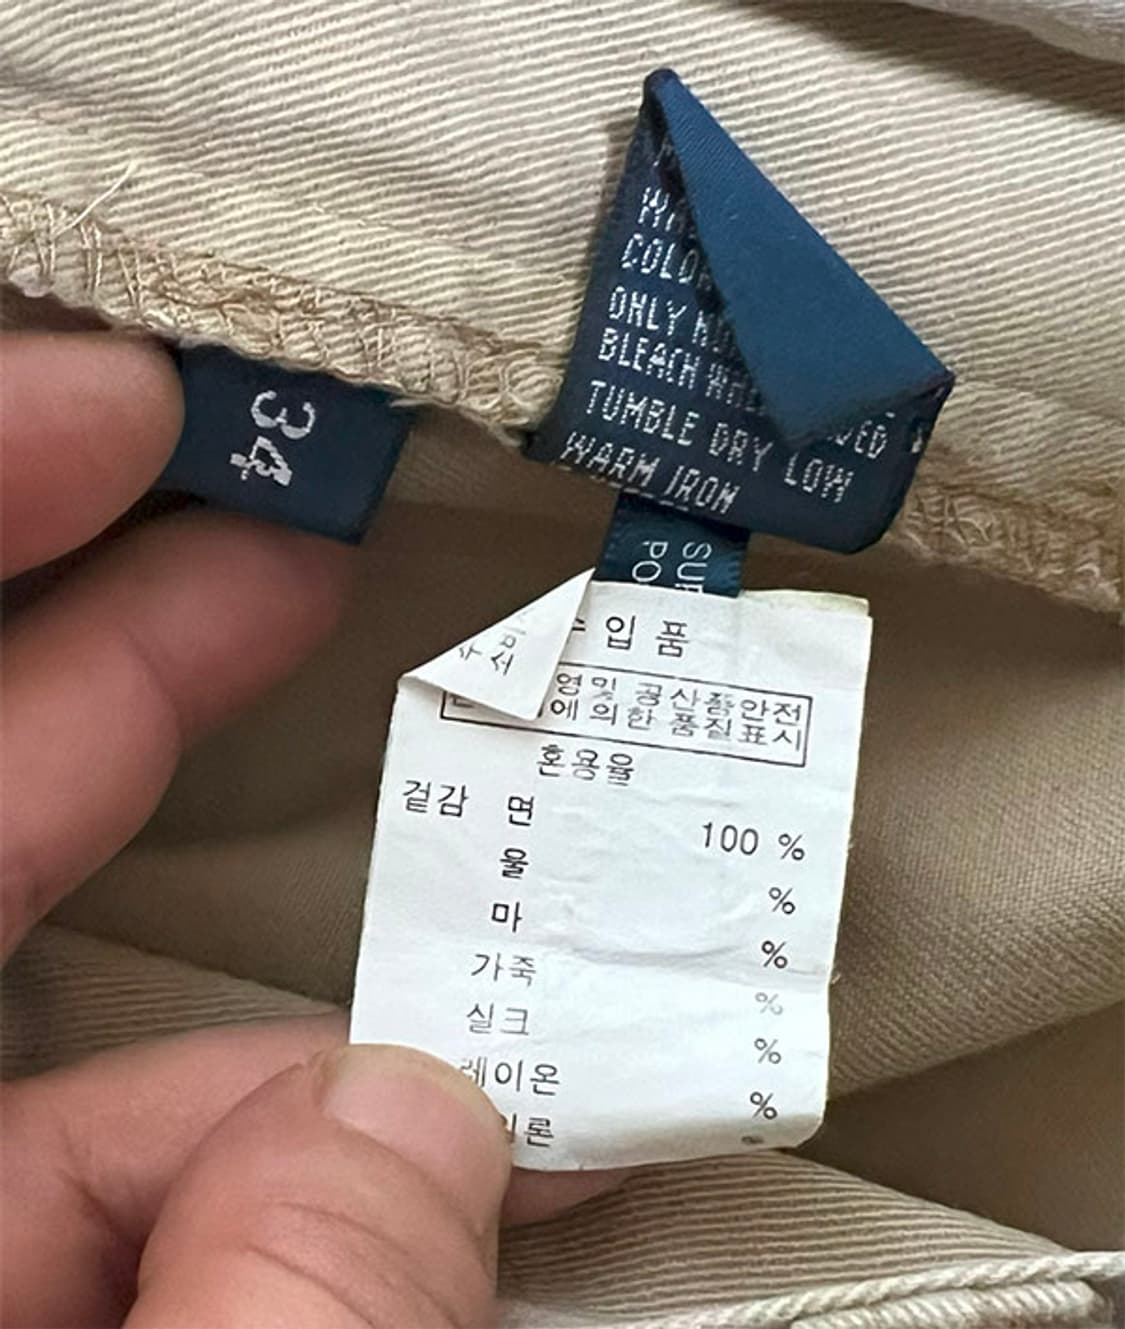 34
ONLY
BLEACH
TUMBLE DRY LOW
WARM IRON
입 품
영 및 공산품안전
에 의한 품질표시
혼용율
겉감 면 100 %
울 %
마 %
가죽 %
실크 %
레이온 %